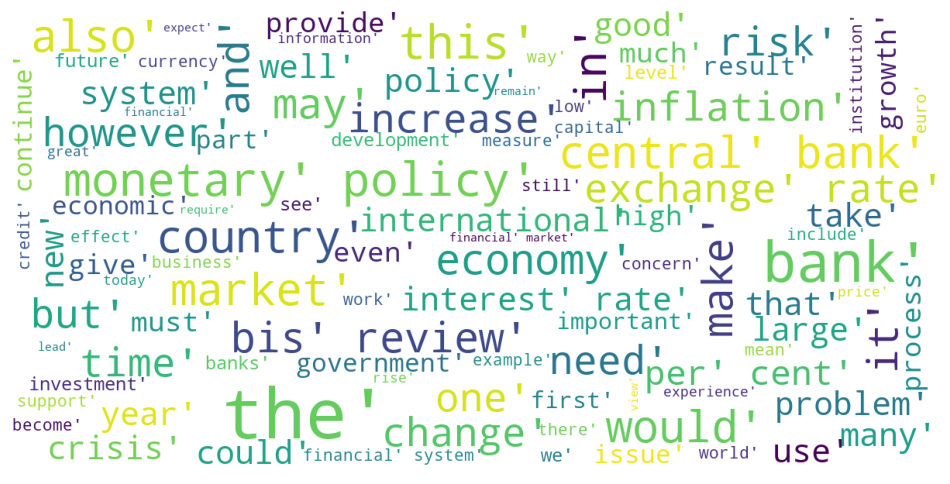 also'
expect'
and'
provide'
information'
this'
way'
in'
good'
much'
risk'
result'
institution'
growth'
euro'
future'
currency'
well'
policy'
remain'
level'
continue'
system'
financial'
may'
increase'
low'
capital'
inflation'
however'
part'
great'
development'
measure'
central' bank'
monetary' policy'
still'
exchange' rate'
credit'
new'
economic'
require'
see'
international'
high'
take'
effect'
country'
even'
financial' market'
include'
give'
business'
economy'
concern'
make'
bank'
today'
market'
work'
interest' rate'
that'
price'
process'
but'
must'
bis' review'
important'
large'
it'
lead'
time'
banks'
government'
example'
need'
mean'
per' cent'
investment'
rise'
experience'
support'
year'
the'
one'
first'
view'
problem'
become'
change'
there'
would'
many'
crisis'
could'
financial' system'
we'
issue'
world'
use'